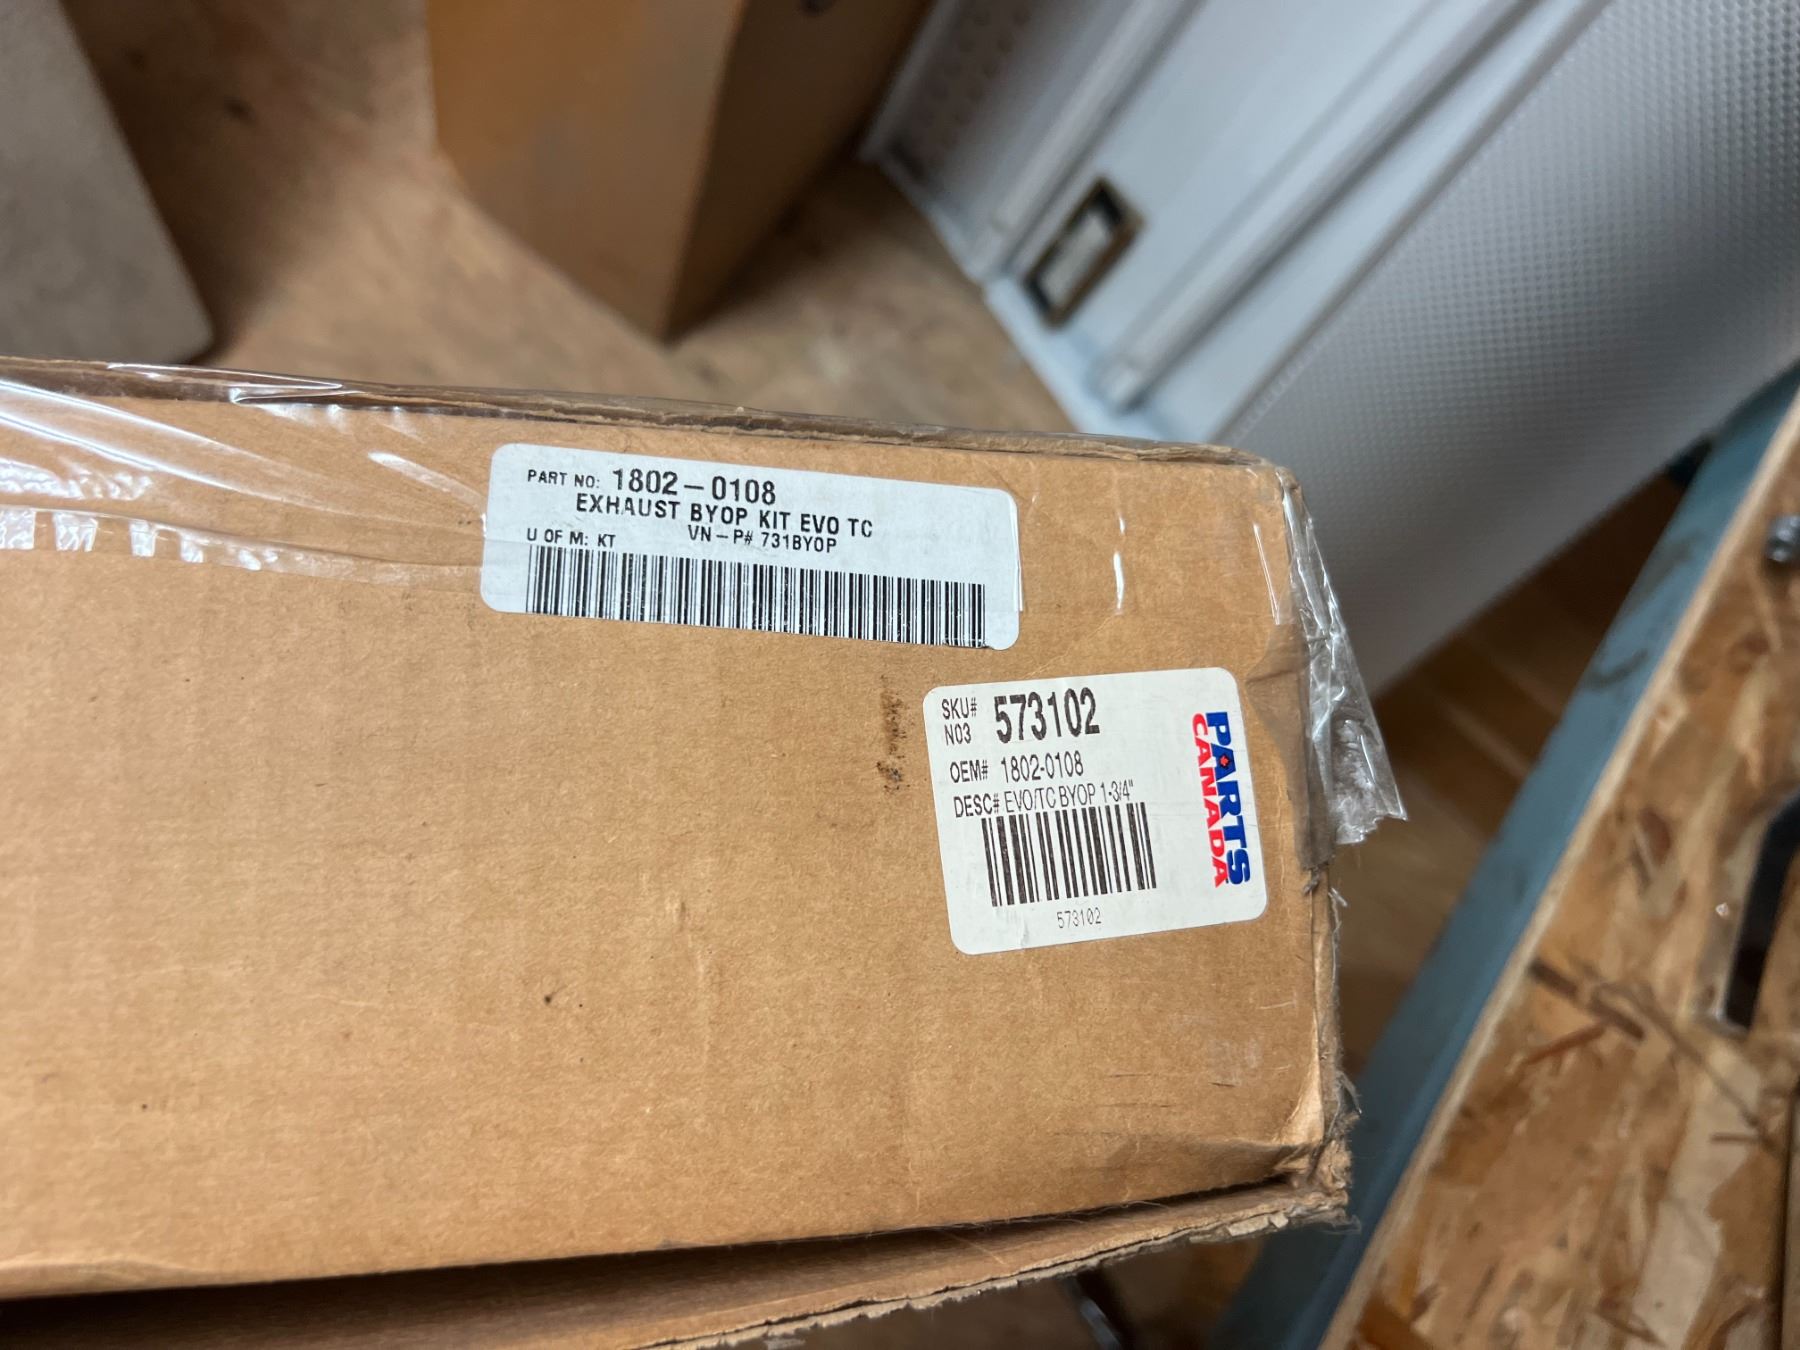 PART NO: 1802-0108
EXHAUST BYOP KIT EVO TC
U OF M: KT VN-P# 731BYOP
SKU# 573102
N03
OEM# 1802-0108
DESC# EVO/TC BYOP 1-3/4"
573102
PARTS
CANADA